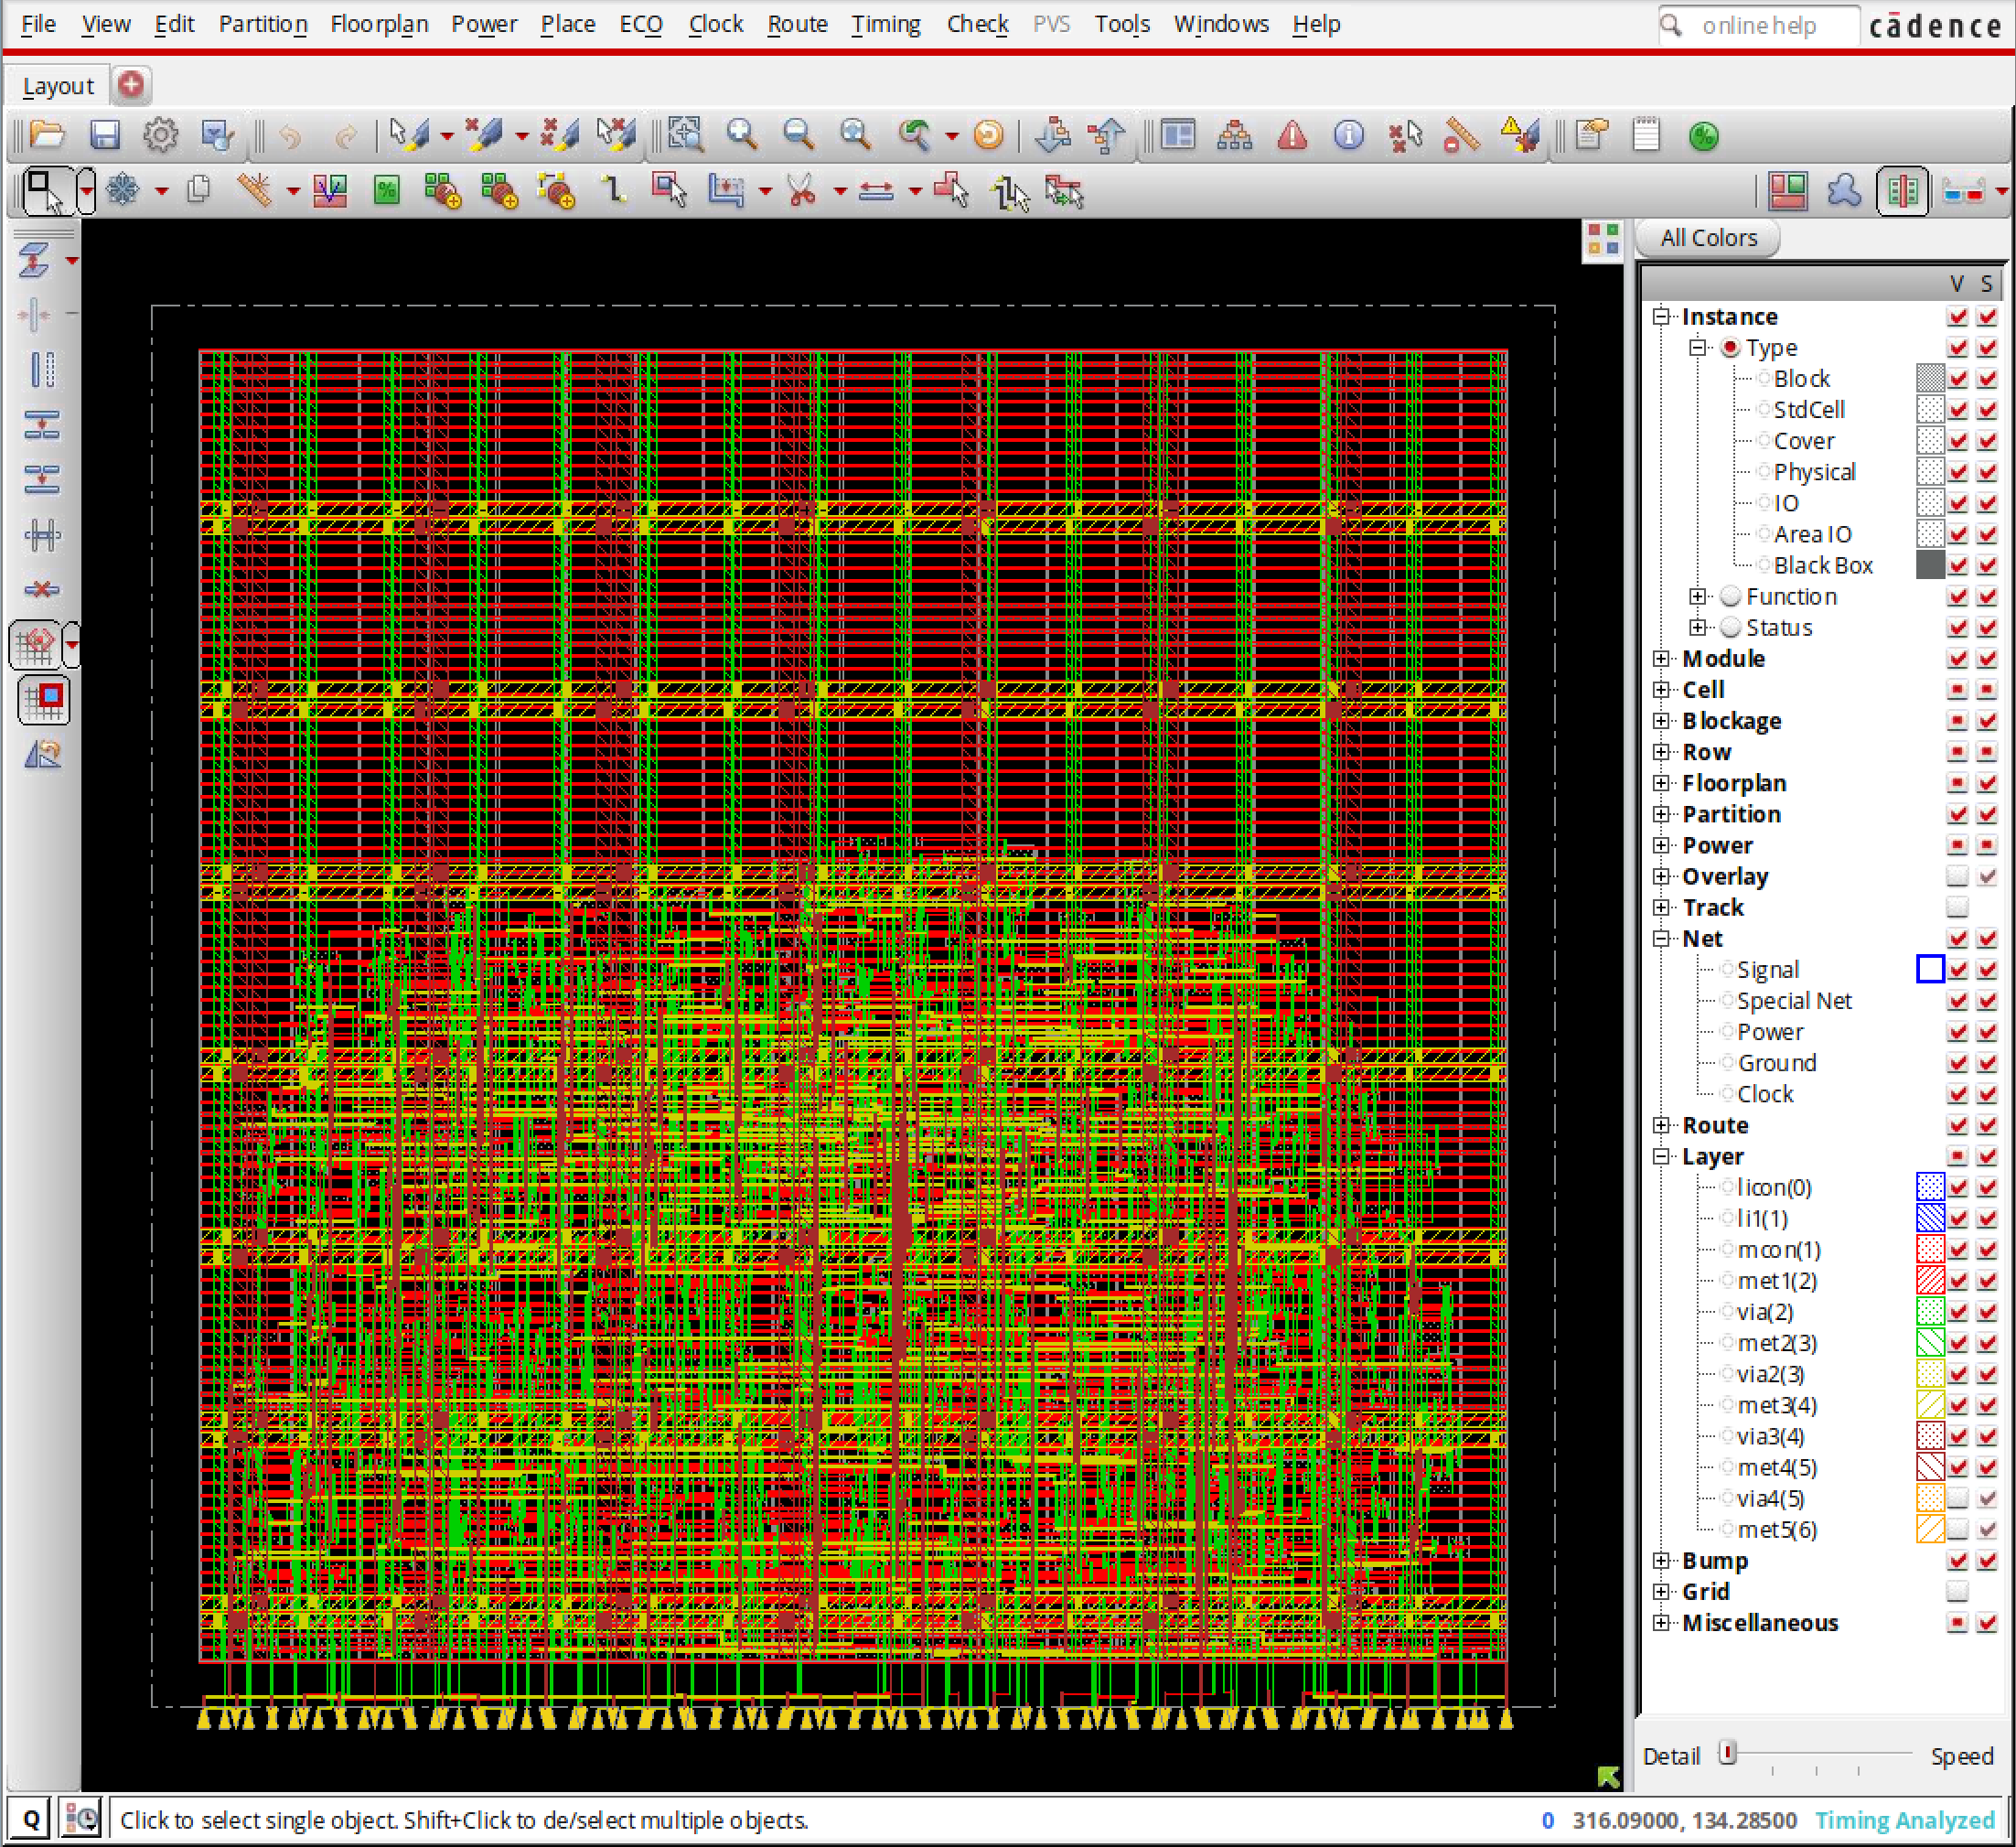 File View Edit Partition Floorplan Power Place ECO Clock Route Timing Check PVS Tools Windows Help online help cādence
Layout
All Colors
V S
Instance
Type
Block
StdCell
Cover
Physical
IO
Area IO
Black Box
Function
Status
Module
Cell
Blockage
Row
Floorplan
Partition
Power
Overlay
Track
Net
Signal
Special Net
Power
Ground
Clock
Route
Layer
licon(0)
li1(1)
mcon(1)
met1(2)
via(2)
met2(3)
via2(3)
met3(4)
via3(4)
met4(5)
via4(5)
met5(6)
Bump
Grid
Miscellaneous
Detail Speed
Q Click to select single object. Shift+Click to de/select multiple objects. 0 316.09000, 134.28500 Timing Analyzed